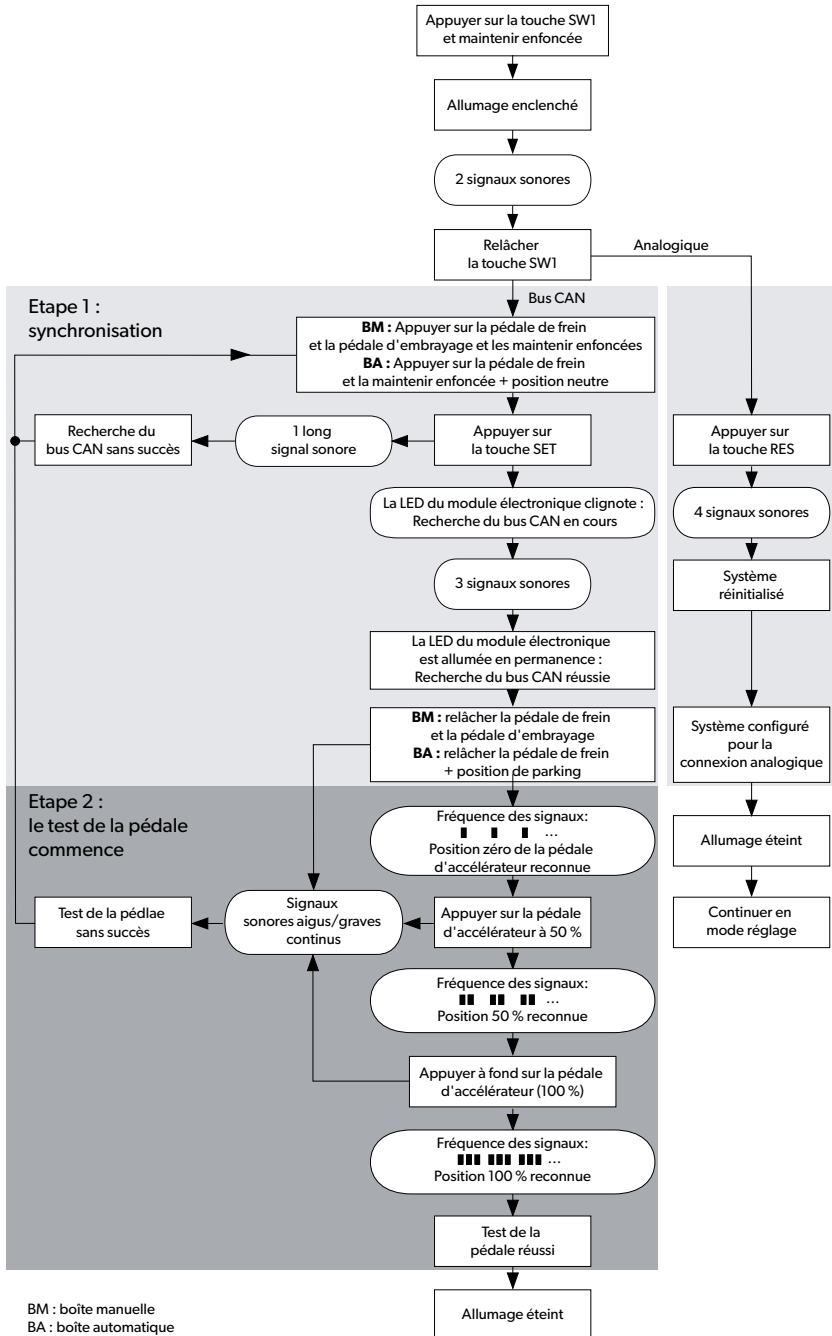 Appuyer sur la touche SW1
et maintenir enfoncée
Allumage enclenché
2 signaux sonores
Relâcher
la touche SW1
Analogique
Bus CAN
Etape 1 :
synchronisation
BM : Appuyer sur la pédale de frein
et la pédale d'embrayage et les maintenir enfoncées
BA : Appuyer sur la pédale de frein
et la maintenir enfoncée + position neutre
Recherche du
bus CAN sans succès
1 long
signal sonore
Appuyer sur
la touche SET
Appuyer sur
la touche RES
La LED du module électronique clignote :
Recherche du bus CAN en cours
4 signaux sonores
3 signaux sonores
Système
réinitialisé
La LED du module électronique
est allumée en permanence :
Recherche du bus CAN réussie
BM : relâcher la pédale de frein
et la pédale d'embrayage
BA : relâcher la pédale de frein
+ position de parking
Système configuré
pour la
connexion analogique
Etape 2 :
le test de la pédale
commence
Fréquence des signaux:
...
Position zéro de la pédale
d'accélérateur reconnue
Allumage éteint
Test de la pédlae
sans succès
Signaux
sonores aigus/graves
continus
Appuyer sur la pédale
d'accélérateur à 50 %
Continuer en
mode réglage
Fréquence des signaux:
...
Position 50 % reconnue
Appuyer à fond sur la pédale
d'accélérateur (100 %)
Fréquence des signaux:
...
Position 100 % reconnue
Test de la
pédale réussi
Allumage éteint
BM : boîte manuelle
BA : boîte automatique